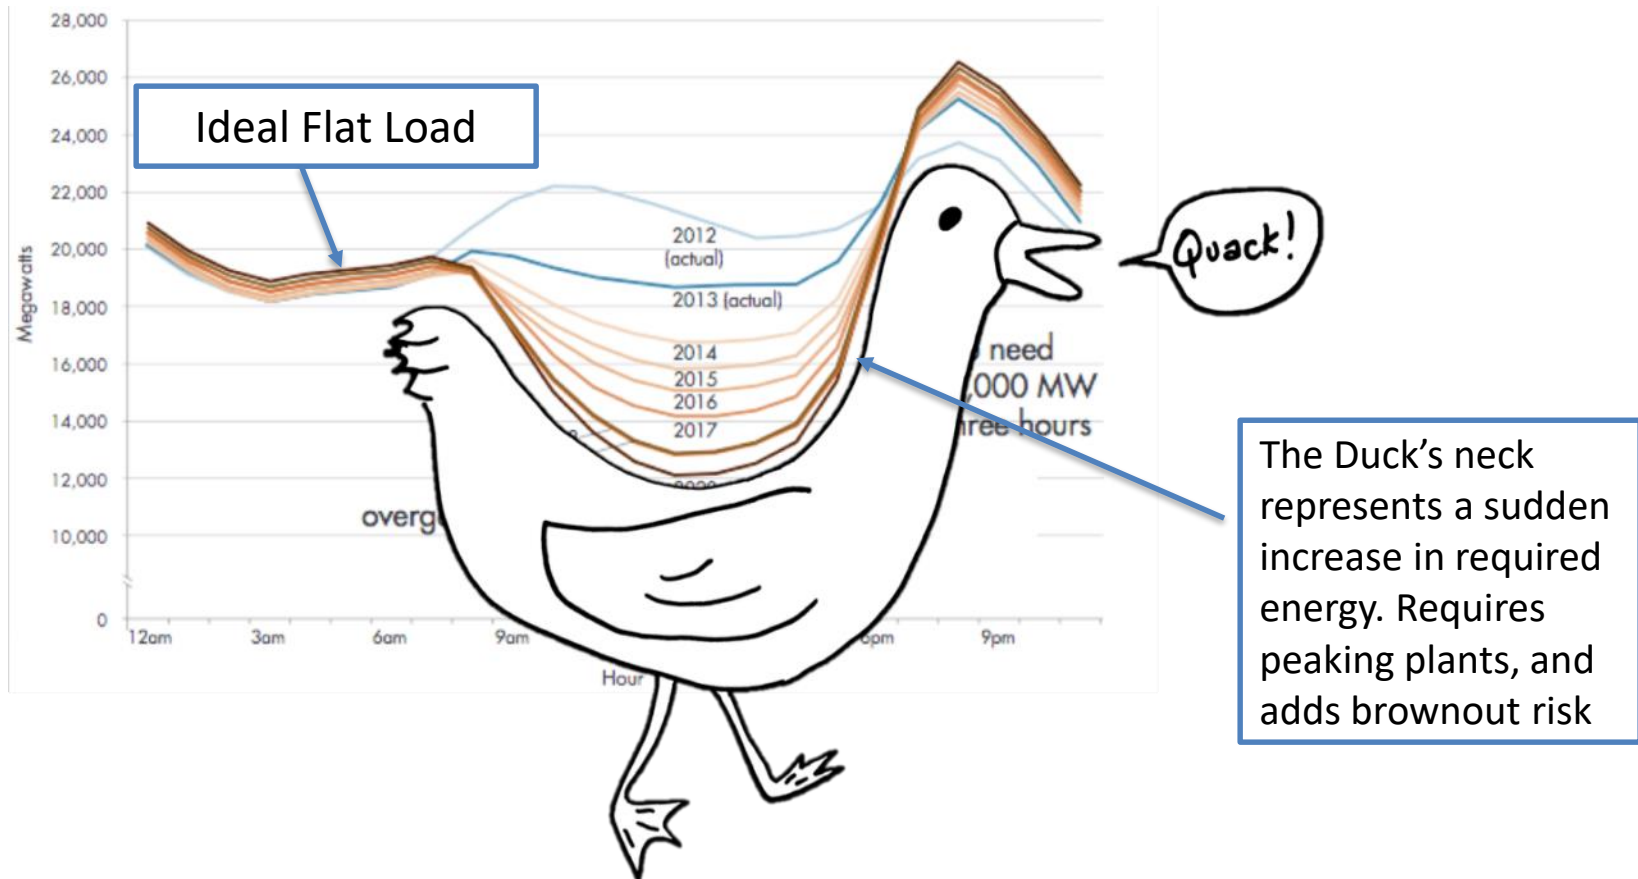 28,000
26,000
24,000
22,000
20,000
18,000
16,000
14,000
12,000
10,000
0
Megawatts
Ideal Flat Load
2012
(actual)
2013 (actual)
2014
2015
2016
2017
need
,000 MW
hours
Quack!
The Duck’s neck
represents a sudden
increase in required
energy. Requires
peaking plants, and
adds brownout risk
12am
3am
6am
9am
6pm
9pm
Hour